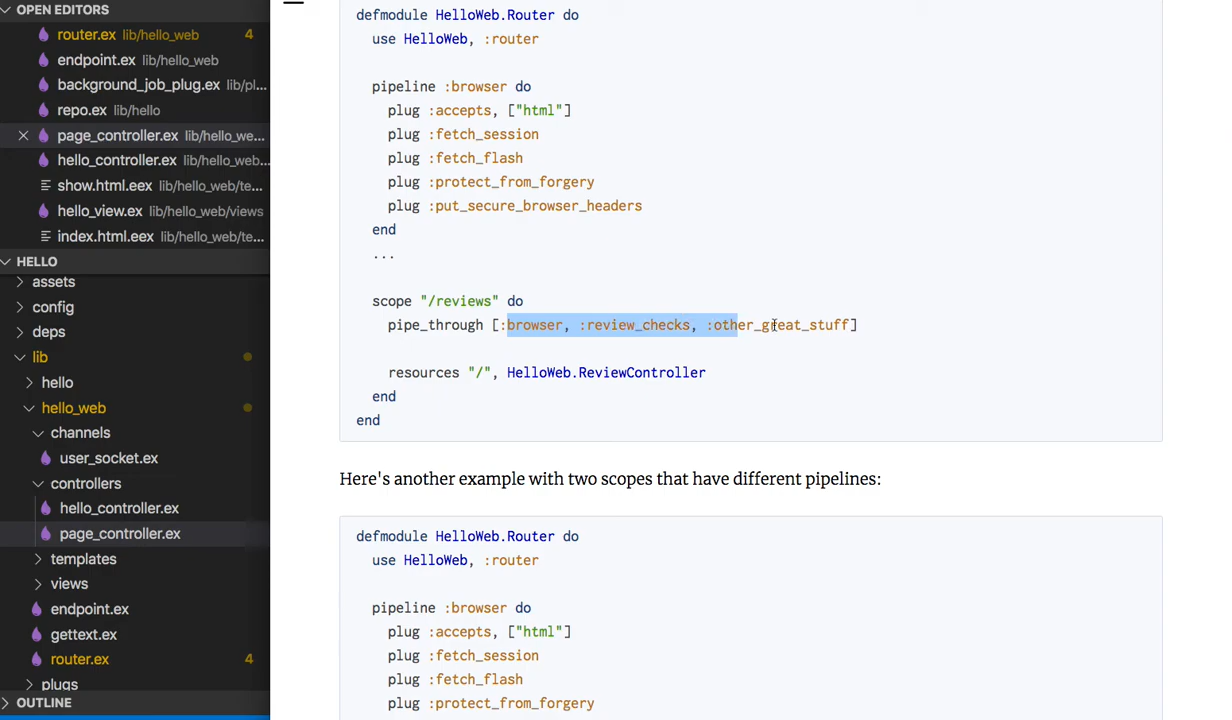 OPEN EDITORS
router.ex lib/hello_web 4
endpoint.ex lib/hello_web
background_job_plug.ex lib/pl...
repo.ex lib/hello
page_controller.ex lib/hello_we...
hello_controller.ex lib/hello_web...
show.html.eex lib/hello_web/te...
hello_view.ex lib/hello_web/views
index.html.eex lib/hello_web/te...
HELLO
assets
config
deps
lib
hello
hello_web
channels
user_socket.ex
controllers
hello_controller.ex
page_controller.ex
templates
views
endpoint.ex
gettext.ex
router.ex 4
plugs
OUTLINE
defmodule HelloWeb.Router do
use HelloWeb, :router
pipeline :browser do
plug :accepts, ["html"]
plug :fetch_session
plug :fetch_flash
plug :protect_from_forgery
plug :put_secure_browser_headers
end
...
scope "/reviews" do
pipe_through [:browser, :review_checks, :other_great_stuff]
resources "/", HelloWeb.ReviewController
end
end
Here's another example with two scopes that have different pipelines:
defmodule HelloWeb.Router do
use HelloWeb, :router
pipeline :browser do
plug :accepts, ["html"]
plug :fetch_session
plug :fetch_flash
plug :protect_from_forgery